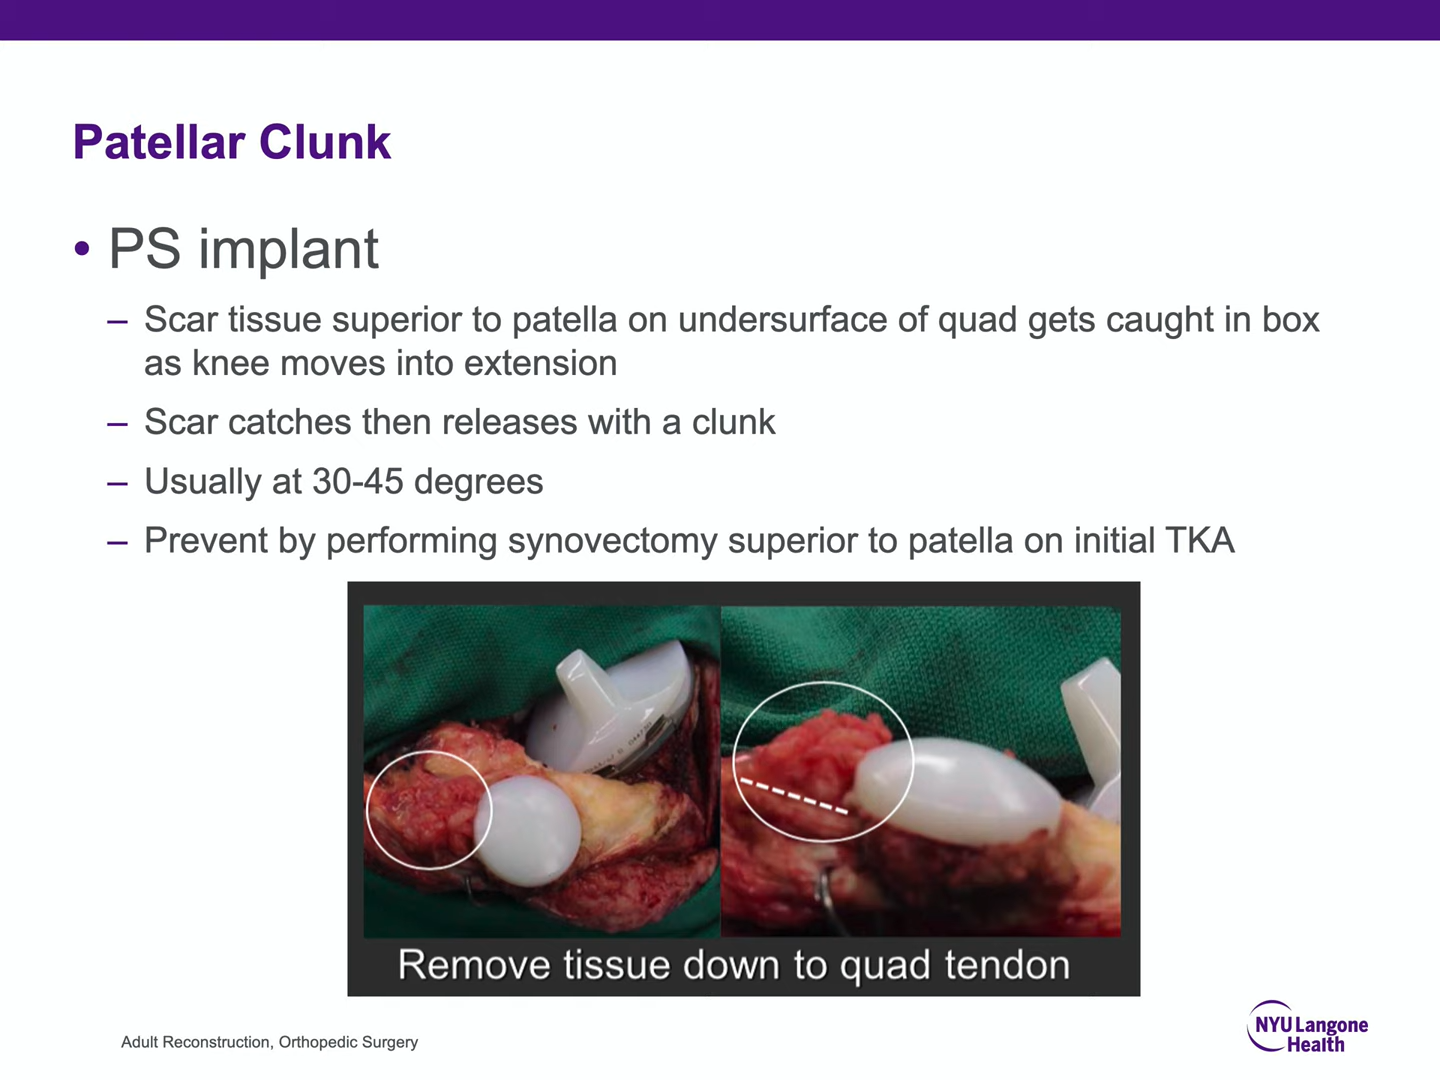 Patellar Clunk
• PS implant
– Scar tissue superior to patella on undersurface of quad gets caught in box
as knee moves into extension
– Scar catches then releases with a clunk
– Usually at 30-45 degrees
– Prevent by performing synovectomy superior to patella on initial TKA
Remove tissue down to quad tendon
Adult Reconstruction, Orthopedic Surgery
NYU Langone
Health